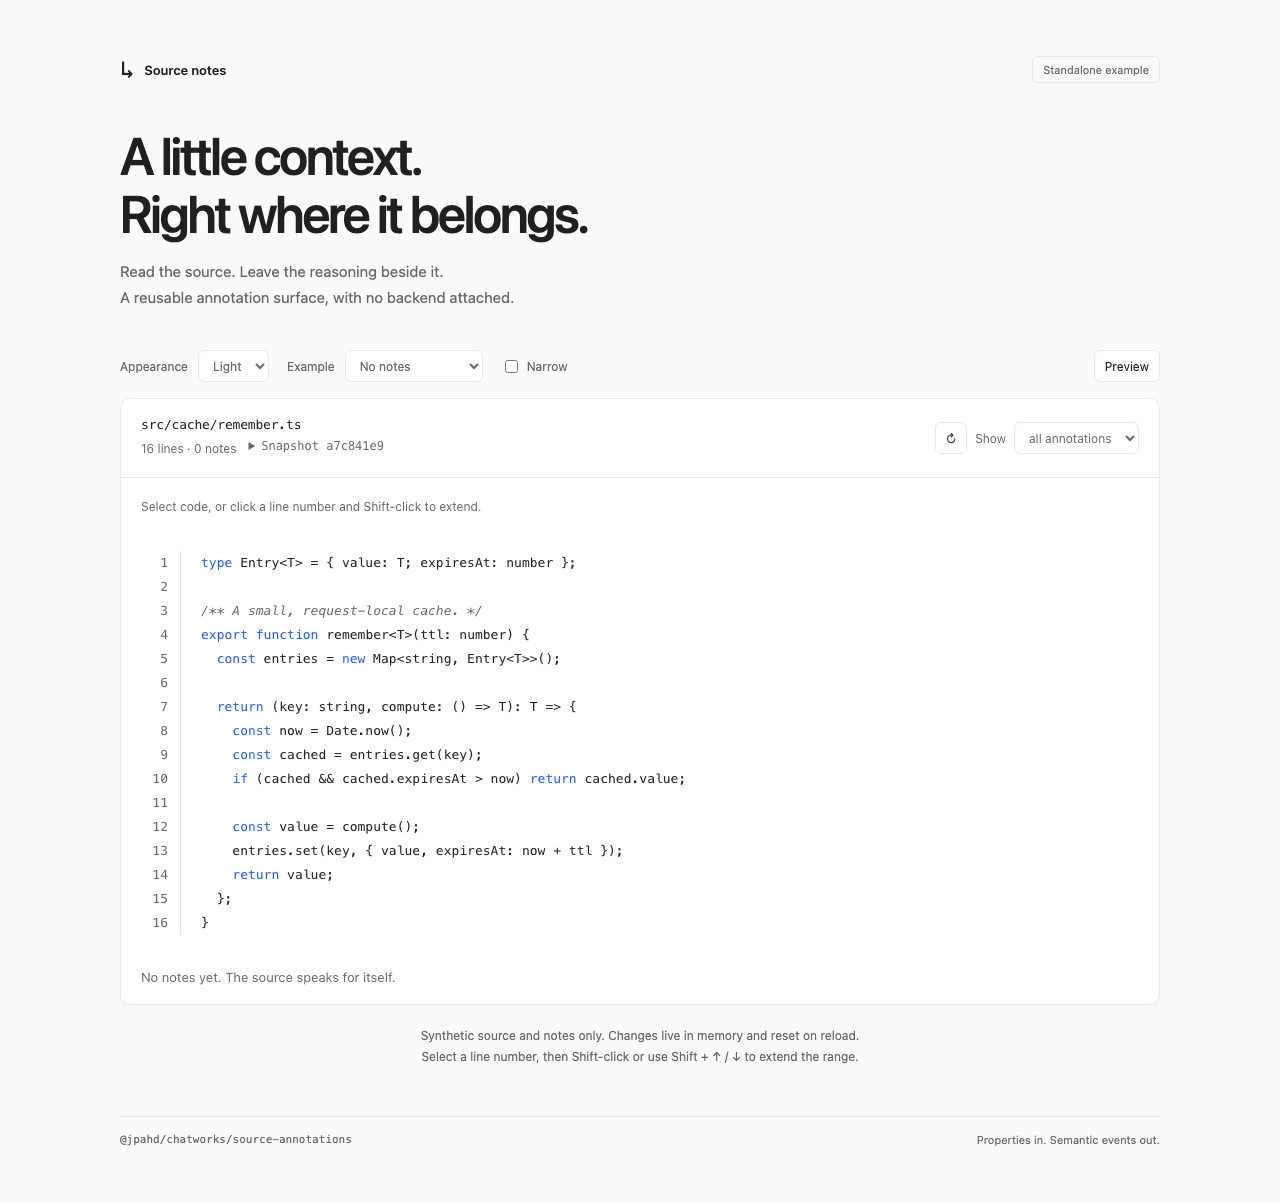 ↳ Source notes
Standalone example
A little context.
Right where it belongs.
Read the source. Leave the reasoning beside it.
A reusable annotation surface, with no backend attached.
Appearance Light Example No notes Narrow Preview
src/cache/remember.ts
16 lines · 0 notes ▶ Snapshot a7c841e9
↻ Show all annotations
Select code, or click a line number and Shift-click to extend.
1 type Entry<T> = { value: T; expiresAt: number };
2
3 /** A small, request-local cache. */
4 export function remember<T>(ttl: number) {
5   const entries = new Map<string, Entry<T>>();
6
7   return (key: string, compute: () => T): T => {
8     const now = Date.now();
9     const cached = entries.get(key);
10     if (cached && cached.expiresAt > now) return cached.value;
11
12     const value = compute();
13     entries.set(key, { value, expiresAt: now + ttl });
14     return value;
15   };
16 }
No notes yet. The source speaks for itself.
Synthetic source and notes only. Changes live in memory and reset on reload.
Select a line number, then Shift-click or use Shift + ↑ / ↓ to extend the range.
@jpahd/chatworks/source-annotations
Properties in. Semantic events out.